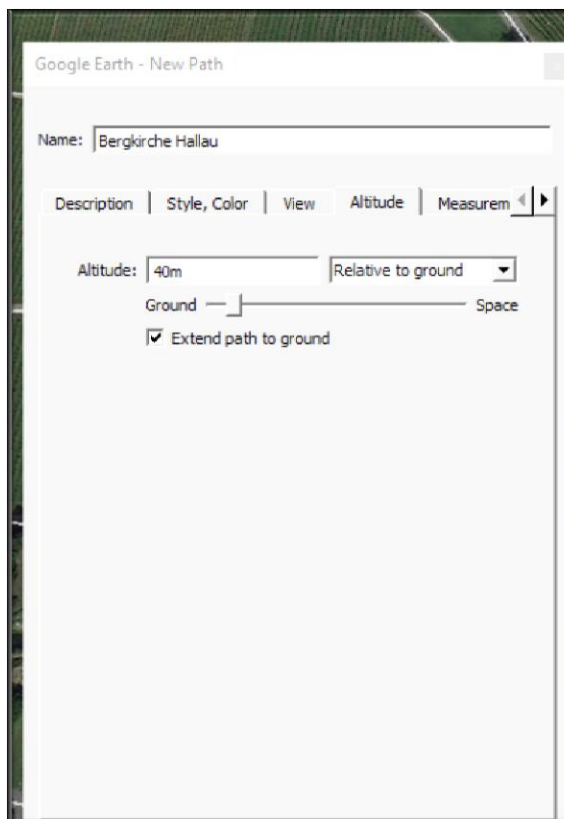 Google Earth - New Path
Name: Bergkirche Hallau
Description Style, Color View Altitude Measurem
Altitude: 40m Relative to ground
Ground Space
Extend path to ground